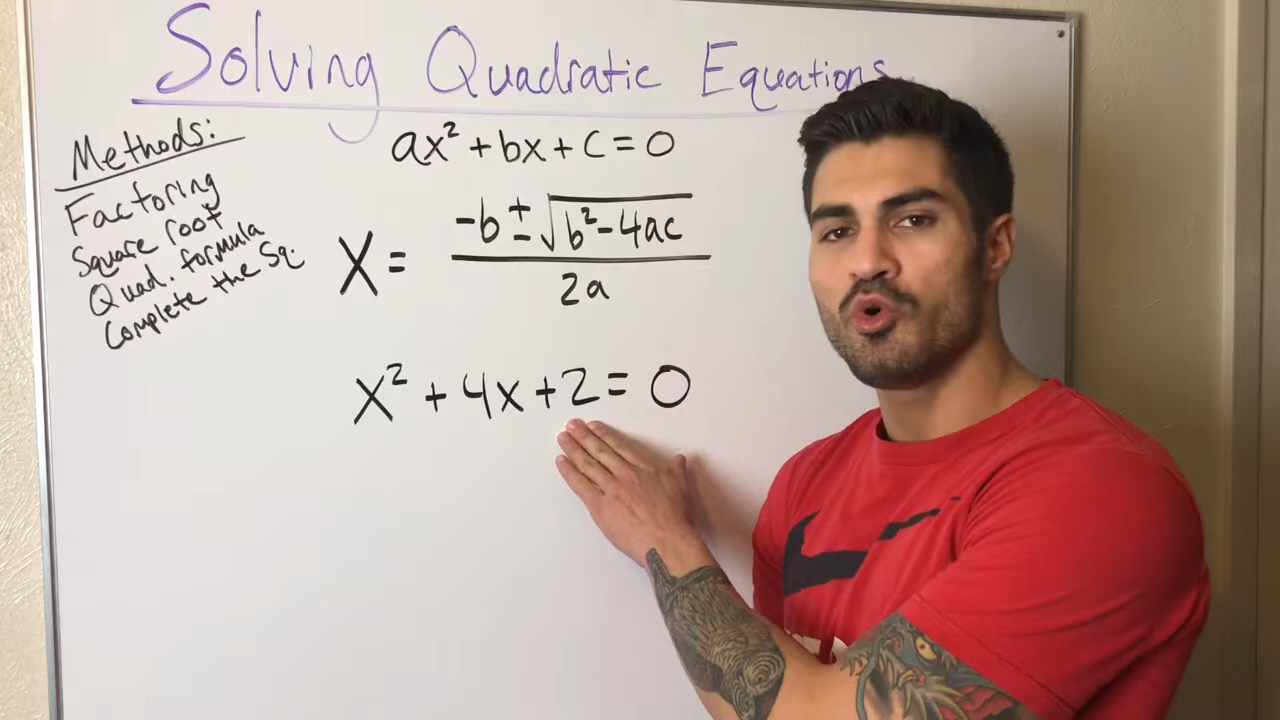 Solving Quadratic Equations
Methods:
Factoring
Square root
Quad. formula
Complete the Sq.
ax² + bx + c = 0
X = -b ± √b² - 4ac / 2a
x² + 4x + 2 = 0